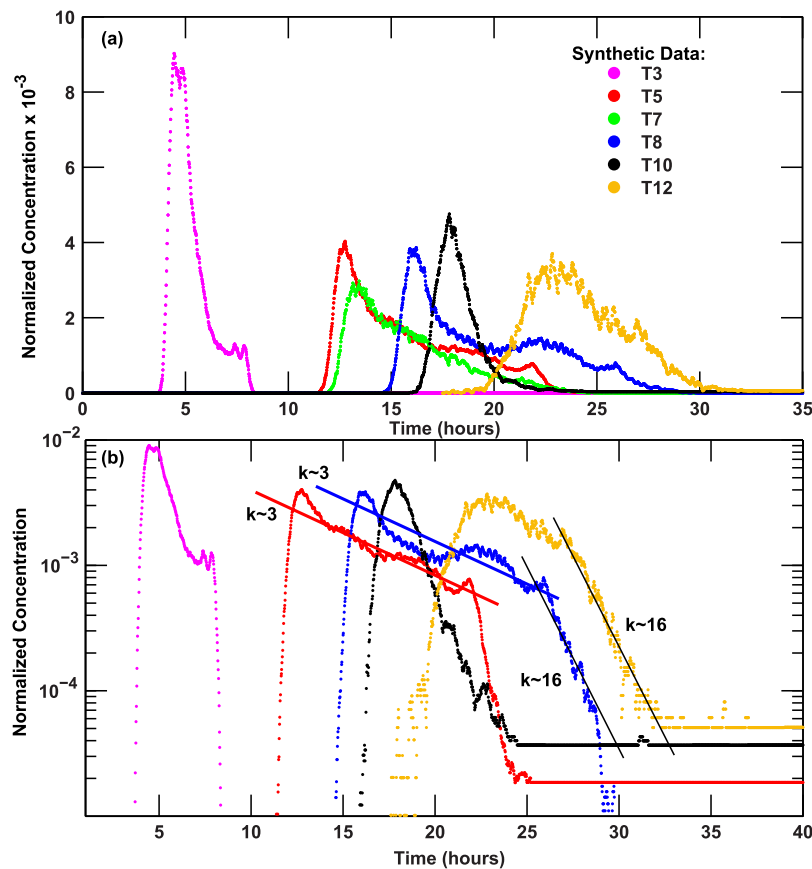 (a)
Synthetic Data:
T3
T5
T7
T8
T10
T12
Normalized Concentration x 10^-3
10
8
6
4
2
0
0 5 10 15 20 25 30 35
Time (hours)
(b)
k~3
k~3
k~16
k~16
Normalized Concentration
10^-2
10^-3
10^-4
5 10 15 20 25 30 35 40
Time (hours)